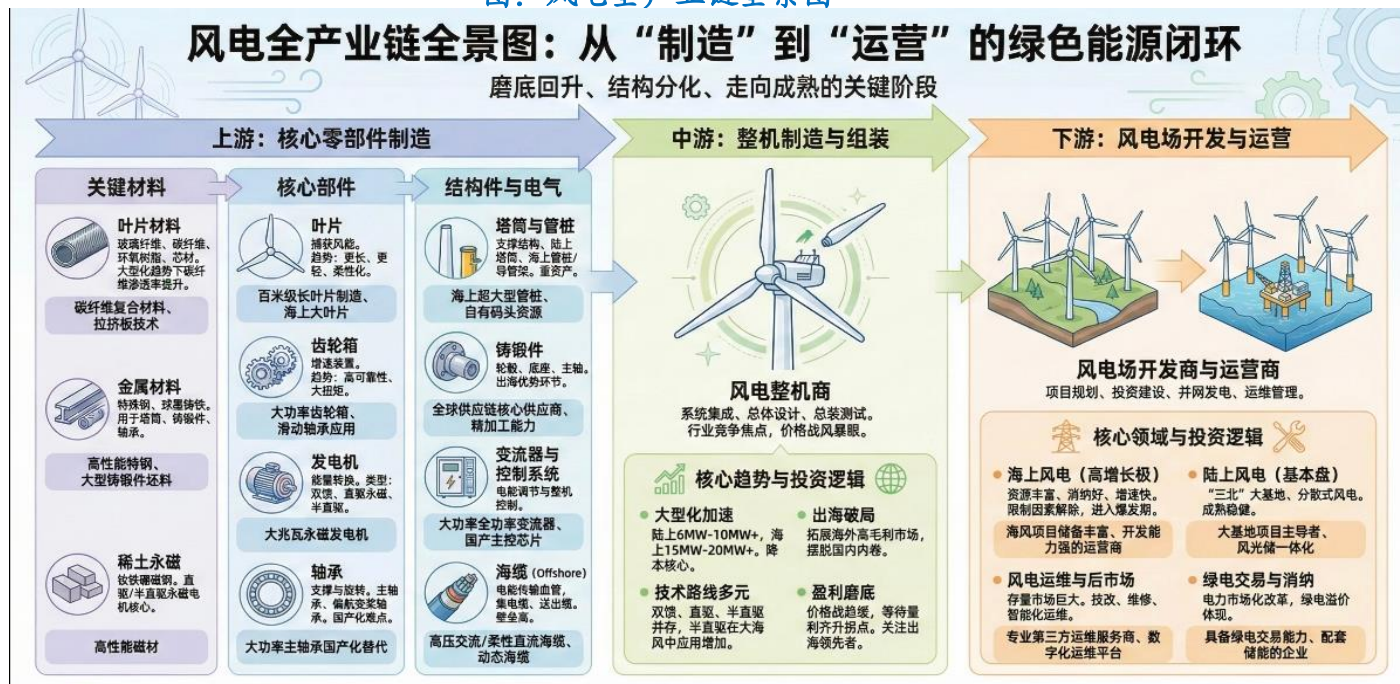 图：风电全产业链全景图
风电全产业链全景图：从“制造”到“运营”的绿色能源闭环
磨底回升、结构分化、走向成熟的关键阶段
上游：核心零部件制造
关键材料
叶片材料
玻璃纤维、碳纤维、
环氧树脂、芯材。
大型化趋势下碳纤
维渗透率提升。
碳纤维复合材料、
拉挤板技术
金属材料
特殊钢、球墨铸铁。
用于塔筒、铸锻件、
轴承。
高性能特钢、
大型铸锻件坯料
稀土永磁
钕铁硼磁钢。直
驱/半直驱永磁电
机核心。
高性能磁材
核心部件
叶片
捕获风能。
趋势：更长、更
轻、柔性化。
百米级长叶片制造、
海上大叶片
齿轮箱
增速装置。
趋势：高可靠性、
大扭矩。
大功率齿轮箱、
滑动轴承应用
发电机
能量转换。类型：
双馈、直驱永磁、
半直驱。
大兆瓦永磁发电机
轴承
支撑与旋转。主轴
承、偏航变桨轴
承。国产化难点。
大功率主轴承国产化替代
结构件与电气
塔筒与管桩
支撑结构、陆上
塔筒、海上管桩/
导管架。重资产。
海上超大型管桩、
自有码头资源
铸锻件
轮毂、底座、主轴。
出海优势环节。
全球供应链核心供应商、
精加工能力
变流器与
控制系统
电能调节与整机
控制。
大功率全功率变流器、
国产主控芯片
海缆 (Offshore)
电能传输血管，
集电缆、送出缆。
壁垒高。
高压交流/柔性直流海缆、
动态海缆
中游：整机制造与组装
风电整机商
系统集成、总体设计、总装测试。
行业竞争焦点，价格战风暴眼。
核心趋势与投资逻辑
大型化加速
陆上6MW-10MW+，海
上15MW-20MW+。降
本核心。
出海破局
拓展海外高毛利市场，
摆脱国内内卷。
技术路线多元
双馈、直驱、半直驱
并存，半直驱在大海
风中应用增加。
盈利磨底
价格战趋缓，等待量
利齐升拐点。关注出
海领先者。
下游：风电场开发与运营
风电场开发商与运营商
项目规划、投资建设、并网发电、运维管理。
核心领域与投资逻辑
海上风电（高增长极）
资源丰富、消纳好、增速快。
限制因素解除，进入爆发期。
海风项目储备丰富、开发能
力强的运营商
陆上风电（基本盘）
“三北”大基地、分散式风电。
成熟稳健。
大基地项目主导者、
风光储一体化
风电运维与后市场
存量市场巨大。技改、维修、
智能化运维。
专业第三方运维服务商、数
字化运维平台
绿电交易与消纳
电力市场化改革，绿电溢价
体现。
具备绿电交易能力、配套
储能的企业